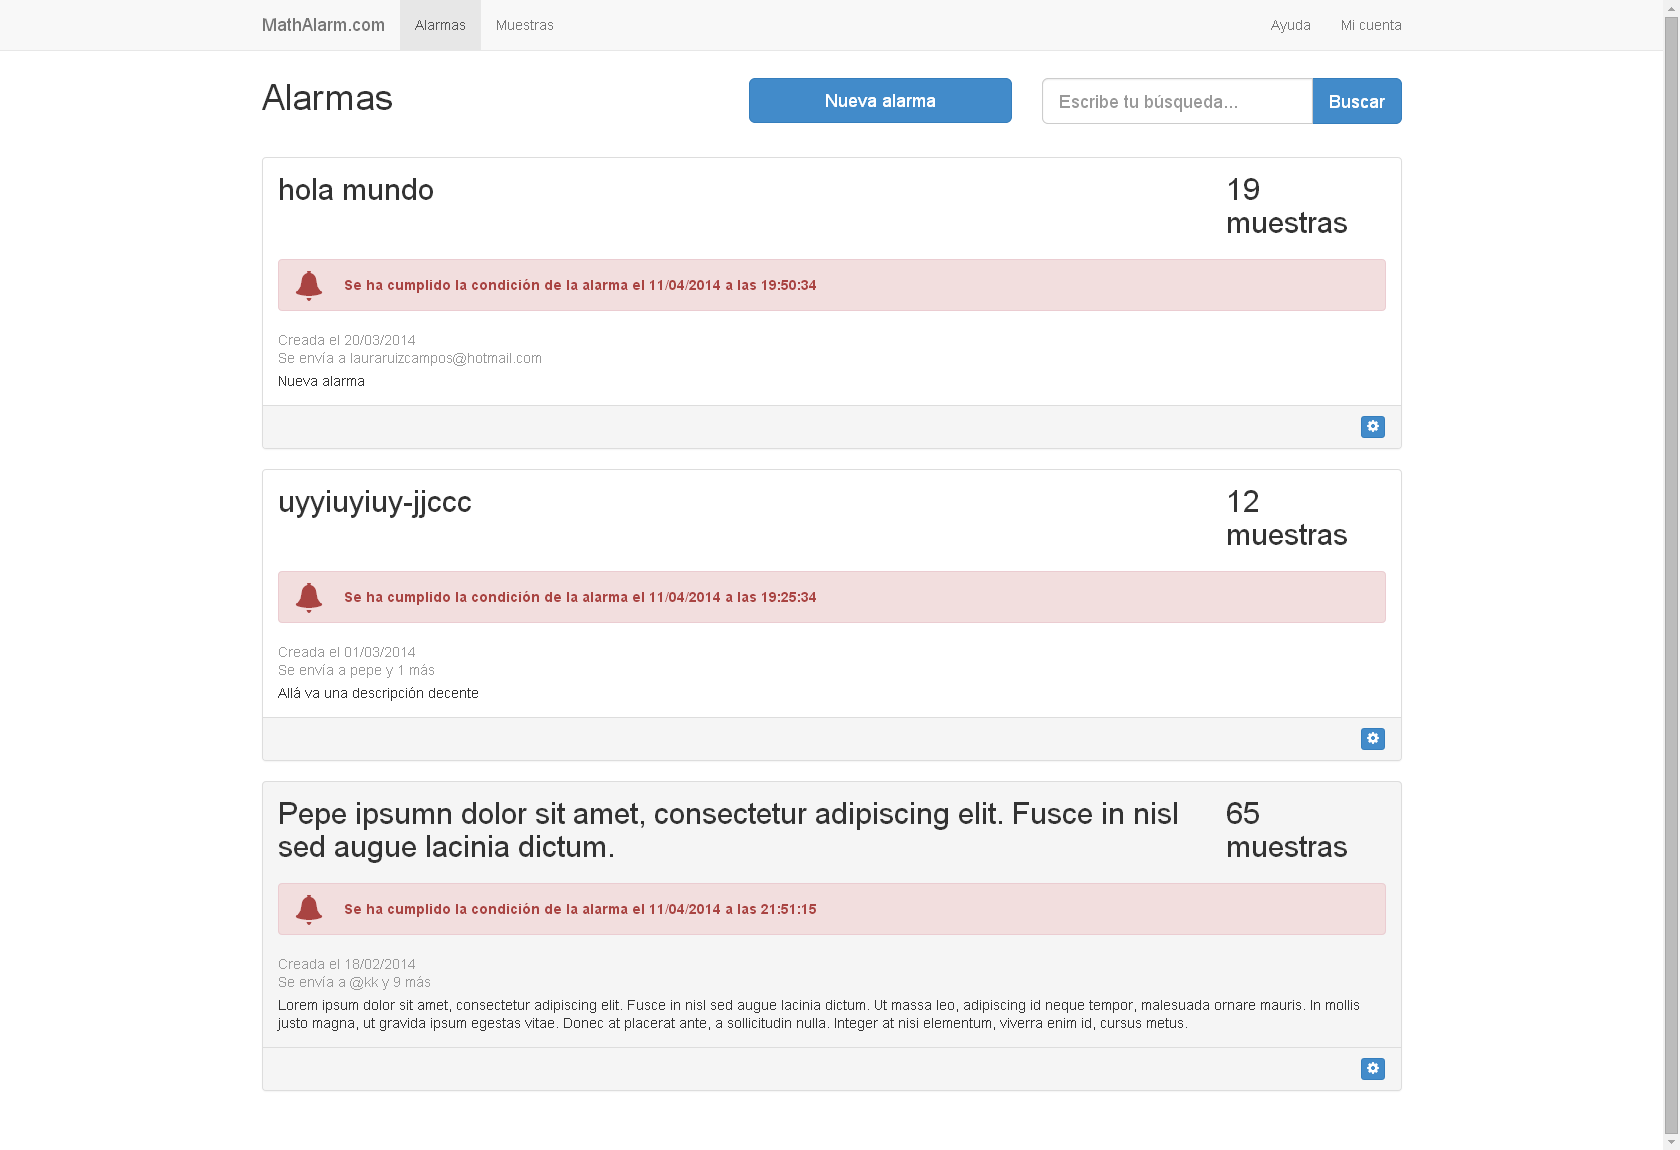 MathAlarm.com Alarmas Muestras Ayuda Mi cuenta
Alarmas Nueva alarma Escribe tu búsqueda... Buscar
hola mundo 19
muestras
Se ha cumplido la condición de la alarma el 11/04/2014 a las 19:50:34
Creada el 20/03/2014
Se envía a lauraruizcampos@hotmail.com
Nueva alarma
uyyiuyiuy-jjccc 12
muestras
Se ha cumplido la condición de la alarma el 11/04/2014 a las 19:25:34
Creada el 01/03/2014
Se envía a pepe y 1 más
Allá va una descripción decente
Pepe ipsumn dolor sit amet, consectetur adipiscing elit. Fusce in nisl 65
sed augue lacinia dictum. muestras
Se ha cumplido la condición de la alarma el 11/04/2014 a las 21:51:15
Creada el 18/02/2014
Se envía a @kk y 9 más
Lorem ipsum dolor sit amet, consectetur adipiscing elit. Fusce in nisl sed augue lacinia dictum. Ut massa leo, adipiscing id neque tempor, malesuada ornare mauris. In mollis
justo magna, ut gravida ipsum egestas vitae. Donec at placerat ante, a sollicitudin nulla. Integer at nisi elementum, viverra enim id, cursus metus.